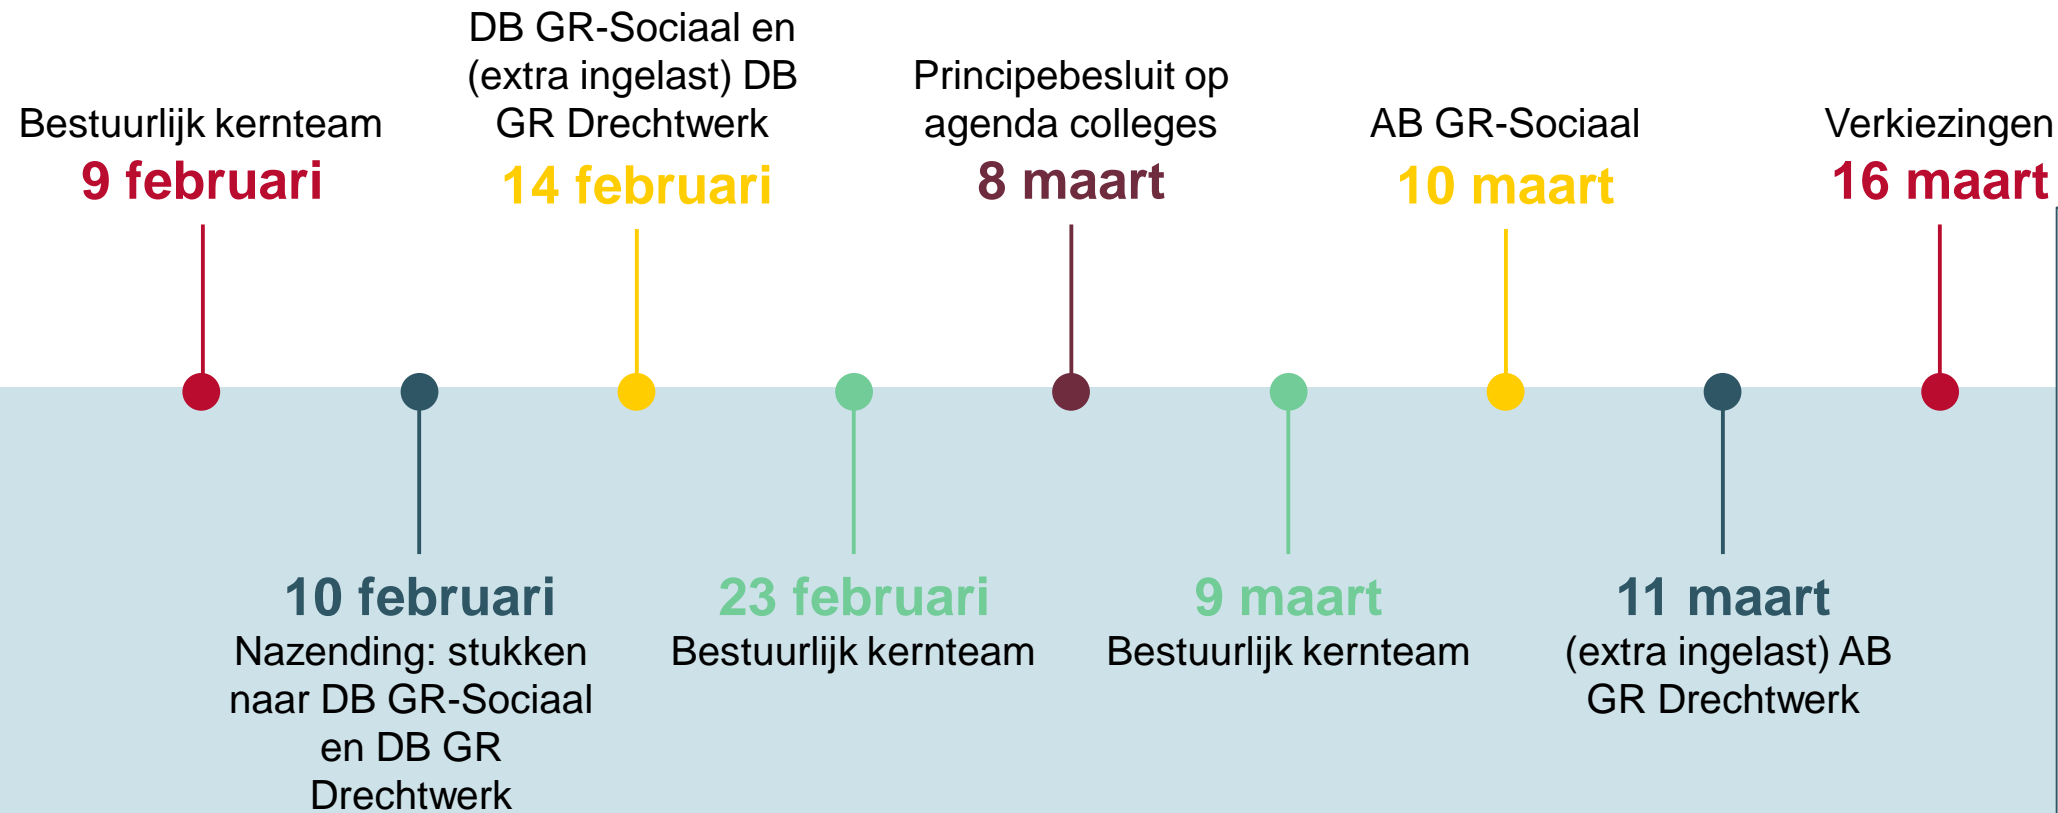 Bestuurlijk kernteam
9 februari
10 februari
Nazending: stukken
naar DB GR-Sociaal
en DB GR
Drechtwerk
DB GR-Sociaal en
(extra ingelast) DB
GR Drechtwerk
14 februari
23 februari
Bestuurlijk kernteam
Principebesluit op
agenda colleges
8 maart
9 maart
Bestuurlijk kernteam
AB GR-Sociaal
10 maart
11 maart
(extra ingelast) AB
GR Drechtwerk
Verkiezingen
16 maart